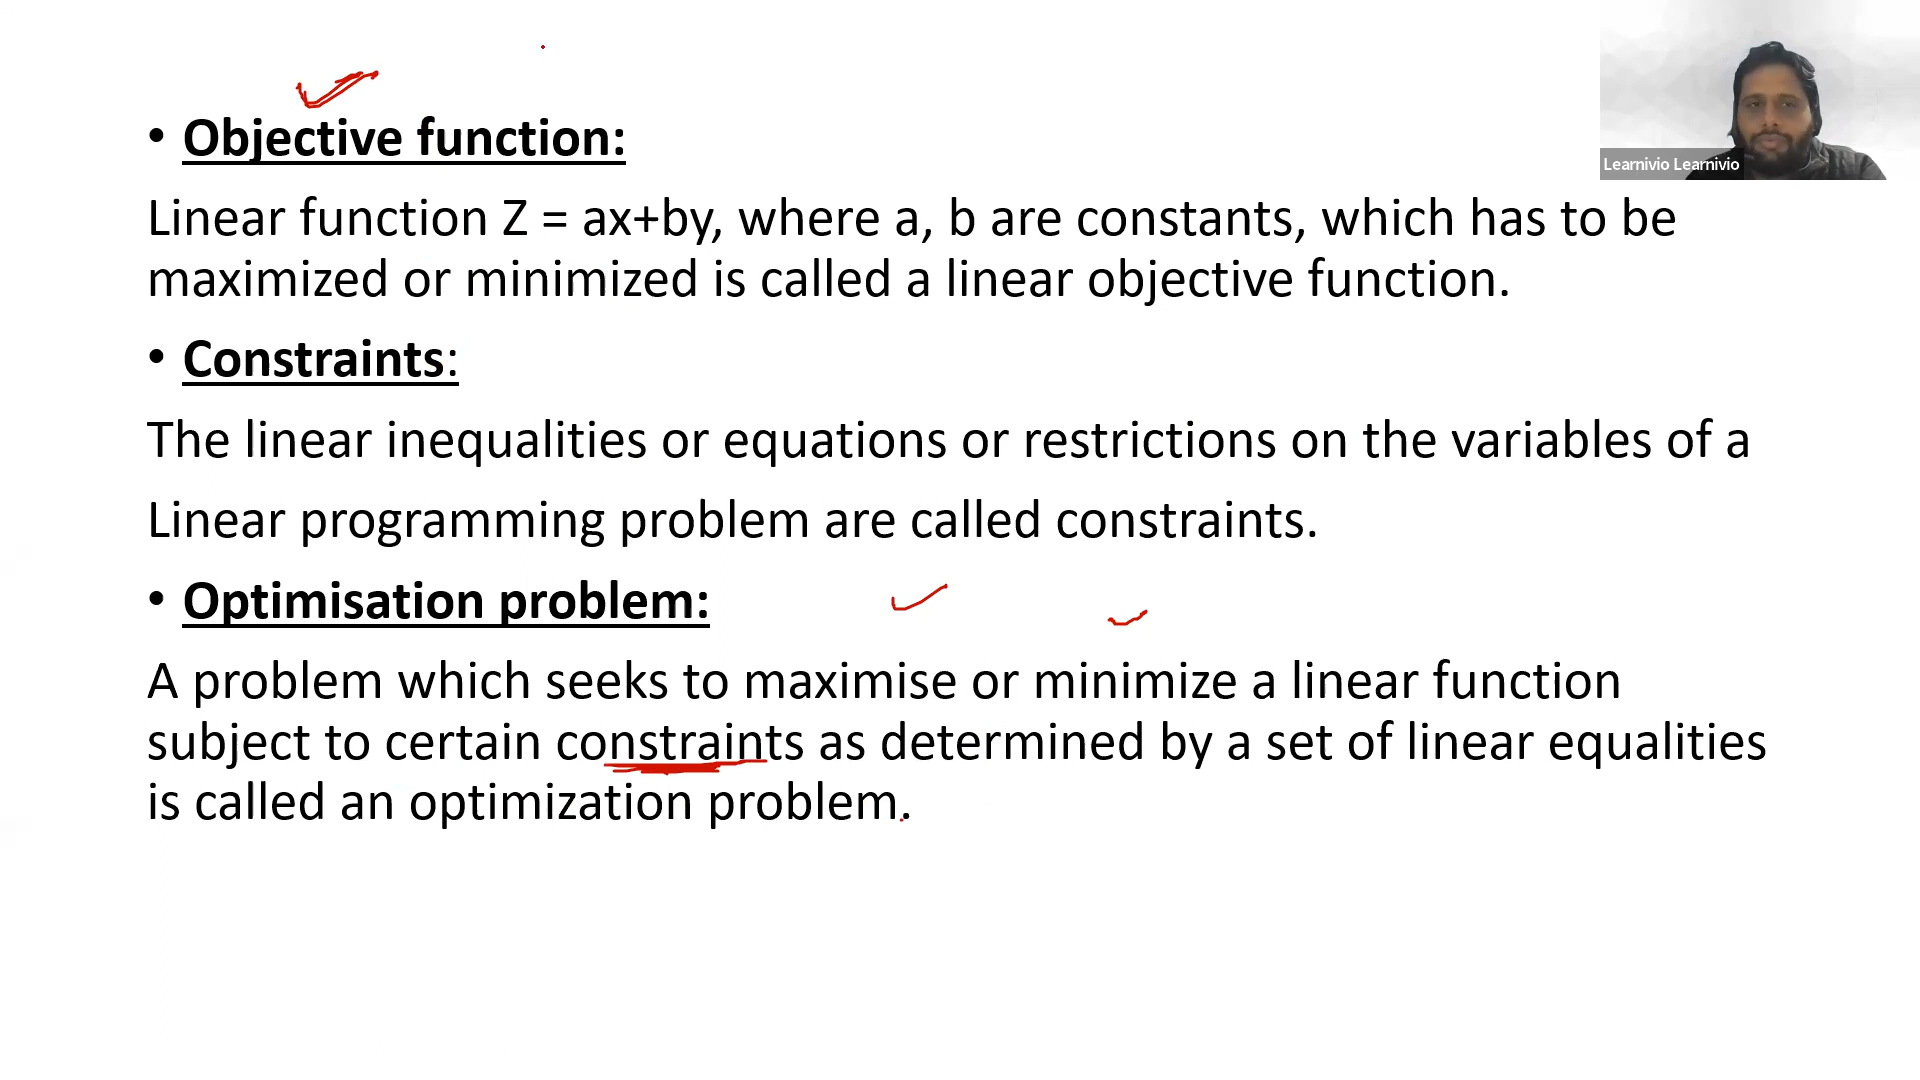 • Objective function:
Learnivio Learnivio
Linear function Z = ax+by, where a, b are constants, which has to be
maximized or minimized is called a linear objective function.
• Constraints:
The linear inequalities or equations or restrictions on the variables of a
Linear programming problem are called constraints.
• Optimisation problem:
A problem which seeks to maximise or minimize a linear function
subject to certain constraints as determined by a set of linear equalities
is called an optimization problem.